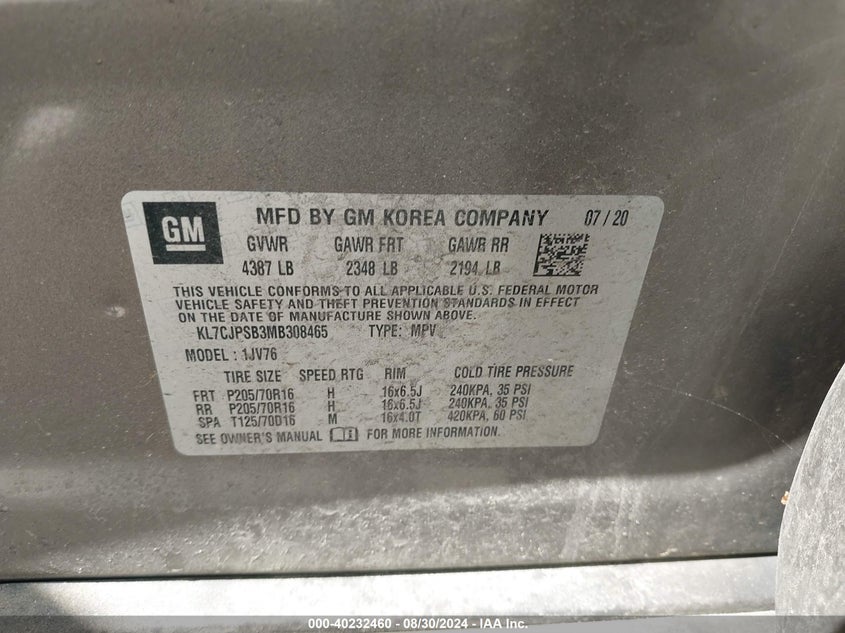 GM MFD BY GM KOREA COMPANY 07/20
GVWR GAWR FRT GAWR RR
4387 LB 2348 LB 2194 LB
THIS VEHICLE CONFORMS TO ALL APPLICABLE U.S. FEDERAL MOTOR
VEHICLE SAFETY AND THEFT PREVENTION STANDARDS IN EFFECT
ON THE DATE OF MANUFACTURE SHOWN ABOVE.
KL7CJPSB3MB308465 TYPE: MPV
MODEL : 1JV76
TIRE SIZE SPEED RTG RIM COLD TIRE PRESSURE
FRT P205/70R16 H 16x6.5J 240KPA, 35 PSI
RR P205/70R16 H 16x6.5J 240KPA, 35 PSI
SPA T125/70D16 M 16x4.0T 420KPA, 60 PSI
SEE OWNER'S MANUAL FOR MORE INFORMATION.
000-40232460 - 08/30/2024 - IAA Inc.